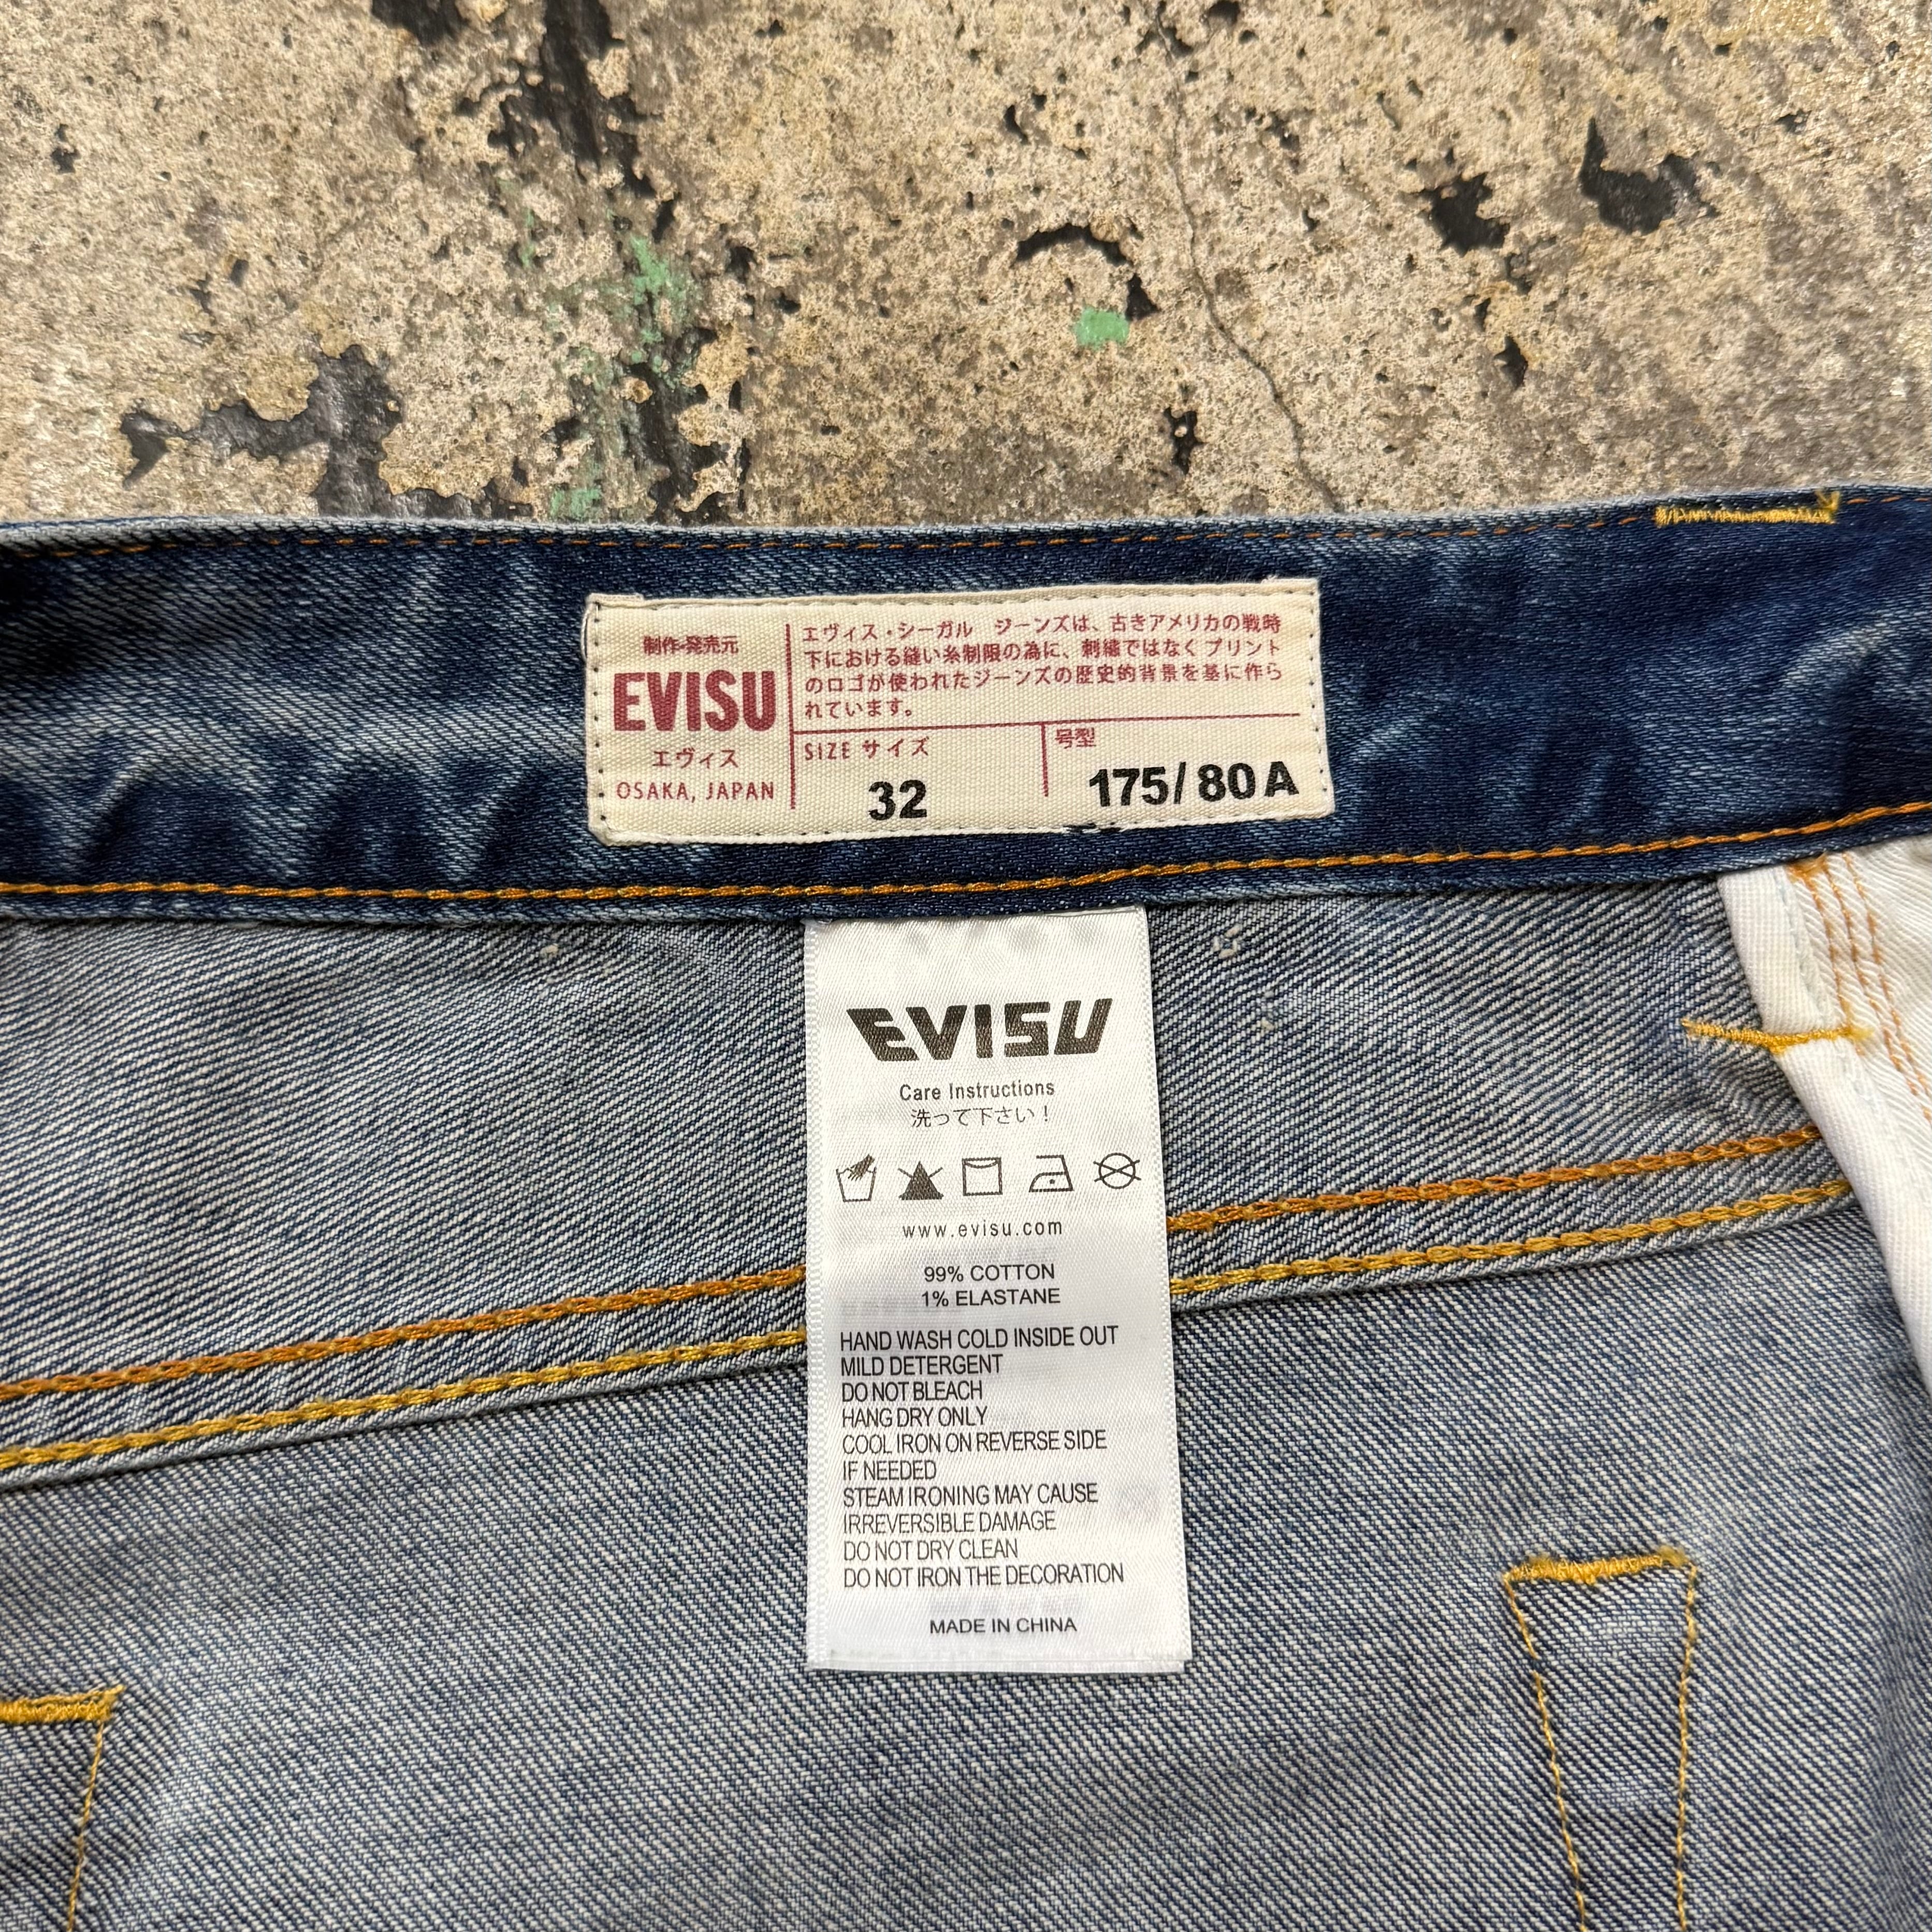 制作・発売元
EVISU
エヴィス
OSAKA, JAPAN
エヴィス・シーガル ジーンズは、古きアメリカの戦時
下における縫い糸制限の為に、刺繡ではなくプリント
のロゴが使われたジーンズの歴史的背景を基に作ら
れています。
SIZE サイズ
32
号型
175/80A
EVISU
Care Instructions
洗って下さい！
www.evisu.com
99% COTTON
1% ELASTANE
HAND WASH COLD INSIDE OUT
MILD DETERGENT
DO NOT BLEACH
HANG DRY ONLY
COOL IRON ON REVERSE SIDE
IF NEEDED
STEAM IRONING MAY CAUSE
IRREVERSIBLE DAMAGE
DO NOT DRY CLEAN
DO NOT IRON THE DECORATION
MADE IN CHINA